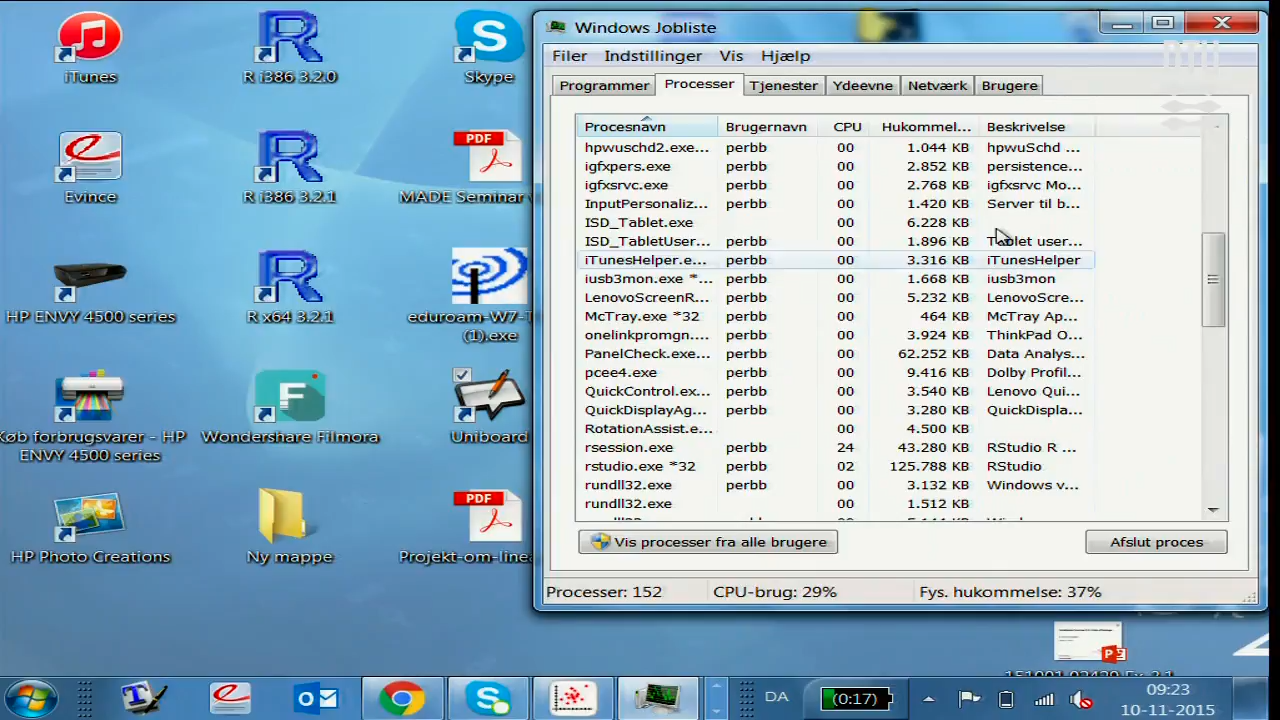 iTunes
R i386 3.2.0
Skype
Evince
R i386 3.2.1
PDF
MADE Seminar
HP ENVY 4500 series
R x64 3.2.1
eduroam-W7-
(1).exe
Køb forbrugsvarer - HP
ENVY 4500 series
Wondershare Filmora
Uniboard
HP Photo Creations
Ny mappe
PDF
Projekt-om-linea
Windows Jobliste
Filer Indstillinger Vis Hjælp
Programmer Processer Tjenester Ydeevne Netværk Brugere
Procesnavn Brugernavn CPU Hukommel... Beskrivelse
hpwuschd2.exe... perbb 00 1.044 KB hpwuSchd ...
igfxpers.exe perbb 00 2.852 KB persistence...
igfxsrvc.exe perbb 00 2.768 KB igfxsrvc Mo...
InputPersonaliz... perbb 00 1.420 KB Server til b...
ISD_Tablet.exe 00 6.228 KB
ISD_TabletUser... perbb 00 1.896 KB Tablet user...
iTunesHelper.e... perbb 00 3.316 KB iTunesHelper
iusb3mon.exe *... perbb 00 1.668 KB iusb3mon
LenovoScreenR... perbb 00 5.232 KB LenovoScre...
McTray.exe *32 perbb 00 464 KB McTray Ap...
onelinkpromgn.... perbb 00 3.924 KB ThinkPad O...
PanelCheck.exe... perbb 00 62.252 KB Data Analys...
pcee4.exe perbb 00 9.416 KB Dolby Profil...
QuickControl.ex... perbb 00 3.540 KB Lenovo Qui...
QuickDisplayAg... perbb 00 3.280 KB QuickDispla...
RotationAssist.e... 00 4.500 KB
rsession.exe perbb 24 43.280 KB RStudio R ...
rstudio.exe *32 perbb 02 125.788 KB RStudio
rundll32.exe perbb 00 3.132 KB Windows v...
rundll32.exe 00 1.512 KB
Vis processer fra alle brugere Afslut proces
Processer: 152 CPU-brug: 29% Fys. hukommelse: 37%
DA (0:17) 09:23
10-11-2015